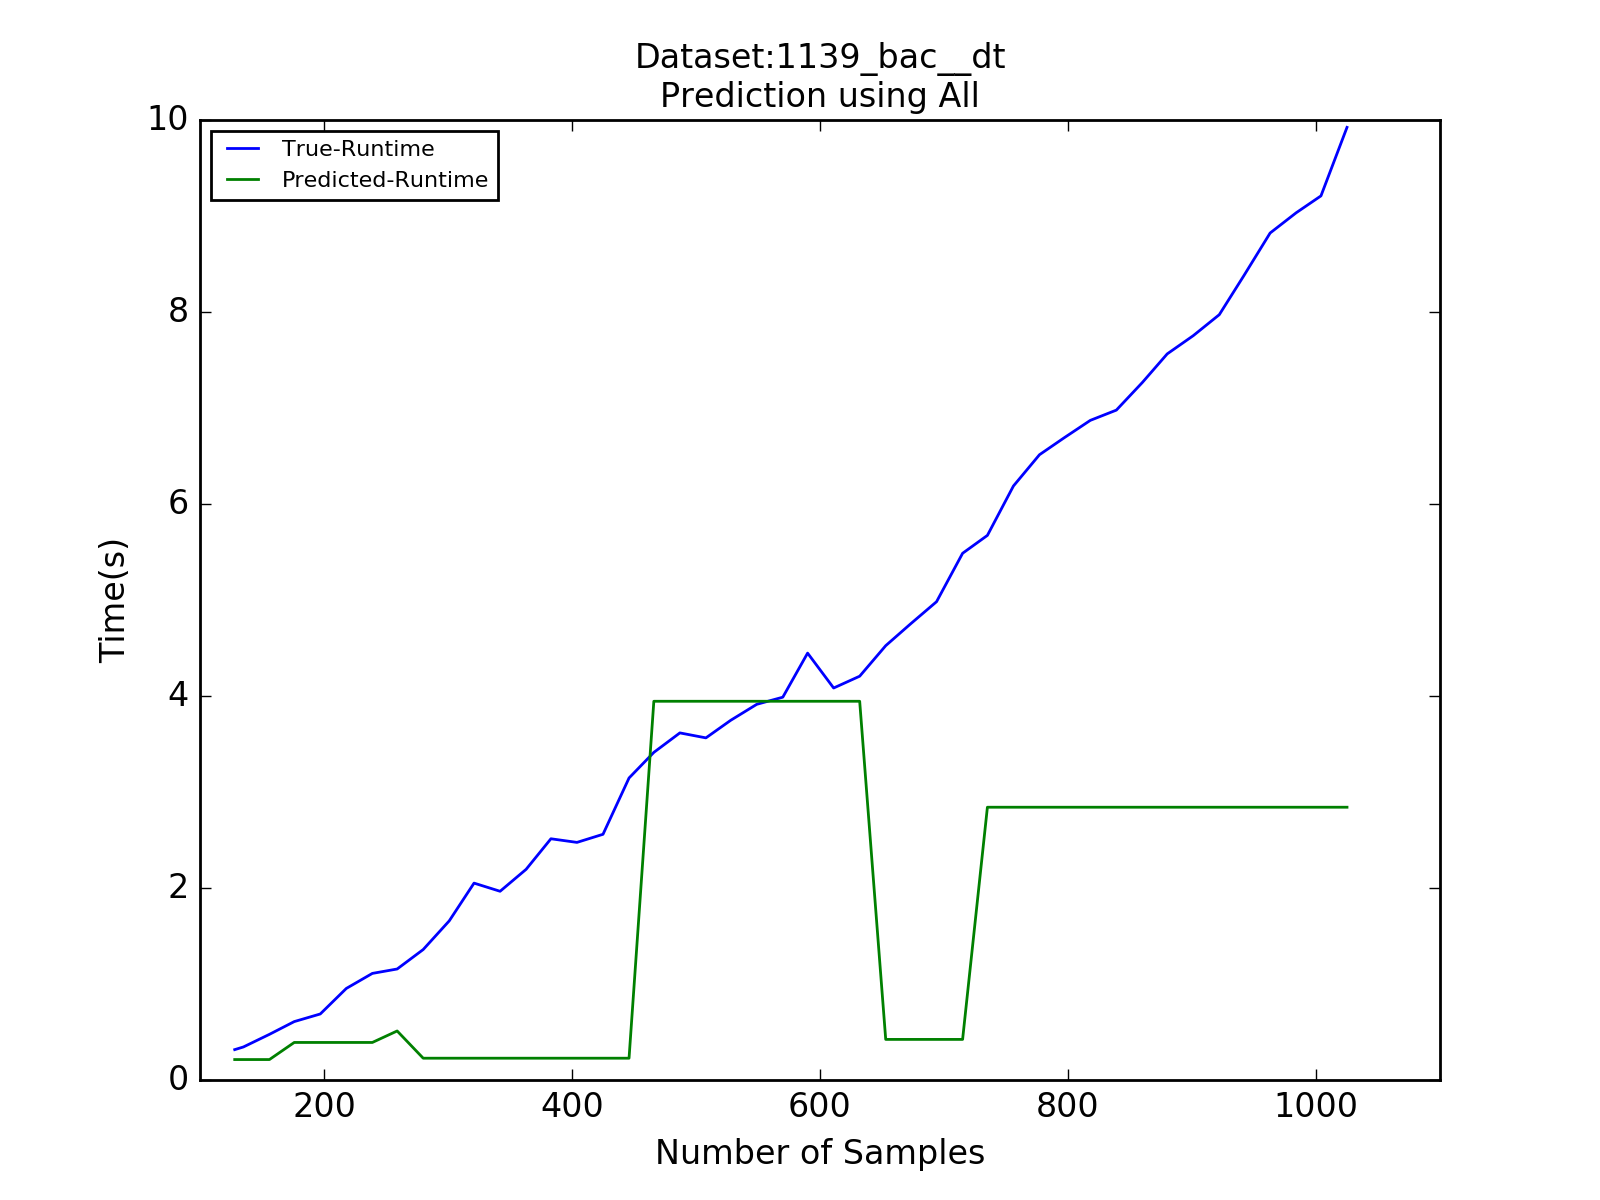 Dataset:1139_bac__dt
Prediction using All
True-Runtime
Predicted-Runtime
10
8
6
4
2
0
Time(s)
200 400 600 800 1000
Number of Samples